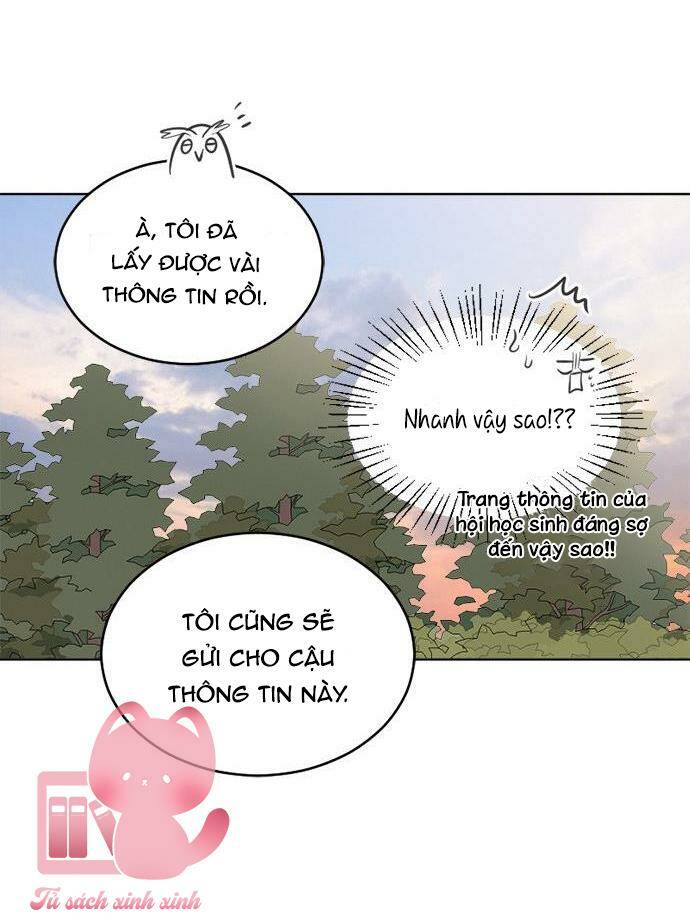 À, TÔI ĐÃ
LẤY ĐƯỢC VÀI
THÔNG TIN RỒI.
Nhanh vậy sao!??
Trang thông tin của
hội học sinh đáng sợ
đến vậy sao!!
TÔI CŨNG SẼ
GỬI CHO CẬU
THÔNG TIN NÀY.
Tủ sách xinh xinh